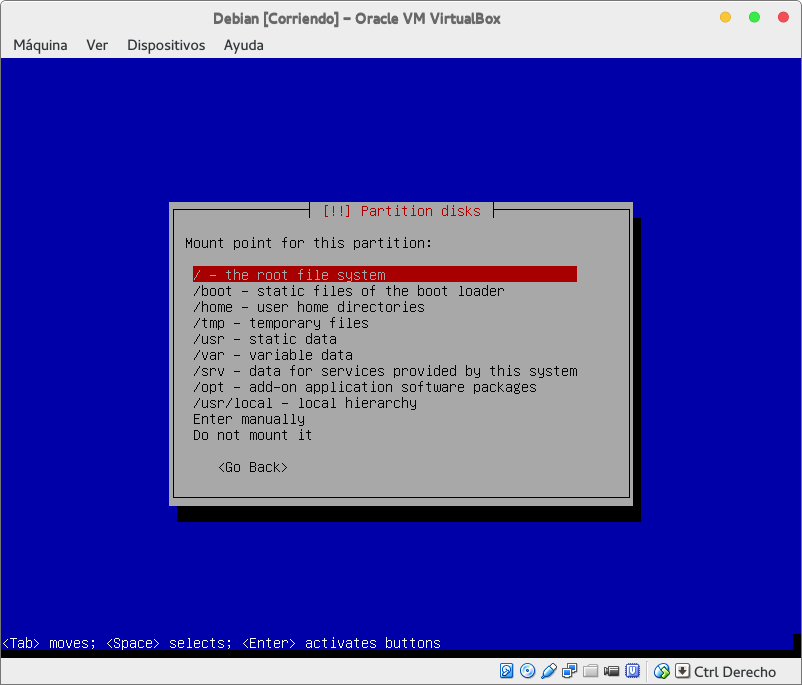 Debian [Corriendo] – Oracle VM VirtualBox
Máquina Ver Dispositivos Ayuda
[!!] Partition disks
Mount point for this partition:
/ – the root file system
/boot – static files of the boot loader
/home – user home directories
/tmp – temporary files
/usr – static data
/var – variable data
/srv – data for services provided by this system
/opt – add–on application software packages
/usr/local – local hierarchy
Enter manually
Do not mount it
<Go Back>
<Tab> moves; <Space> selects; <Enter> activates buttons
Ctrl Derecho